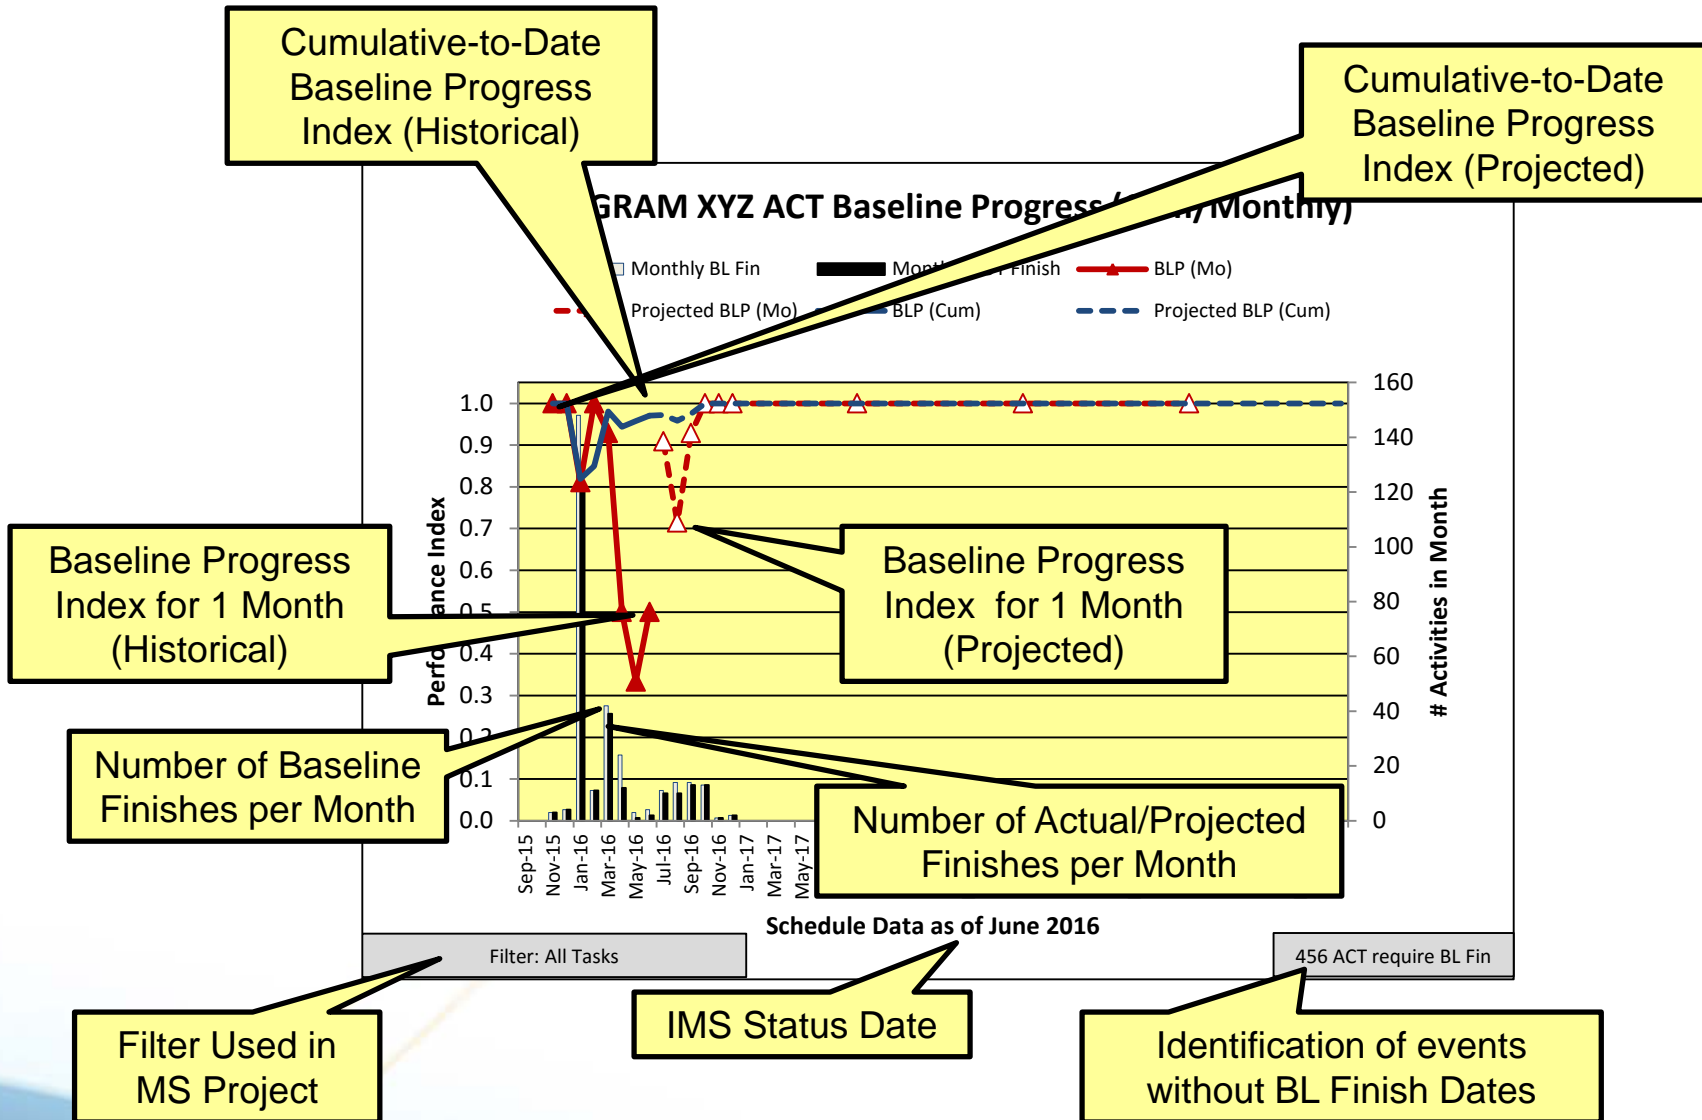 Cumulative-to-Date
Baseline Progress
Index (Historical)
Cumulative-to-Date
Baseline Progress
Index (Projected)
GRAM XYZ ACT Baseline Progress /Monthly)
Monthly BL Fin
Finish
BLP (Mo)
Projected BLP (Mo)
BLP (Cum)
Projected BLP (Cum)
1.0
0.9
0.8
0.7
0.6
0.5
0.4
0.3
0.2
0.1
0.0
160
140
120
100
80
60
40
20
0
# Activities in Month
Baseline Progress
Index for 1 Month
(Historical)
Baseline Progress
Index for 1 Month
(Projected)
Number of Baseline
Finishes per Month
Number of Actual/Projected
Finishes per Month
Sep-15
Nov-15
Jan-16
Mar-16
May-16
Jul-16
Sep-16
Nov-16
Jan-17
Mar-17
May-17
Schedule Data as of June 2016
Filter: All Tasks
456 ACT require BL Fin
Filter Used in
MS Project
IMS Status Date
Identification of events
without BL Finish Dates